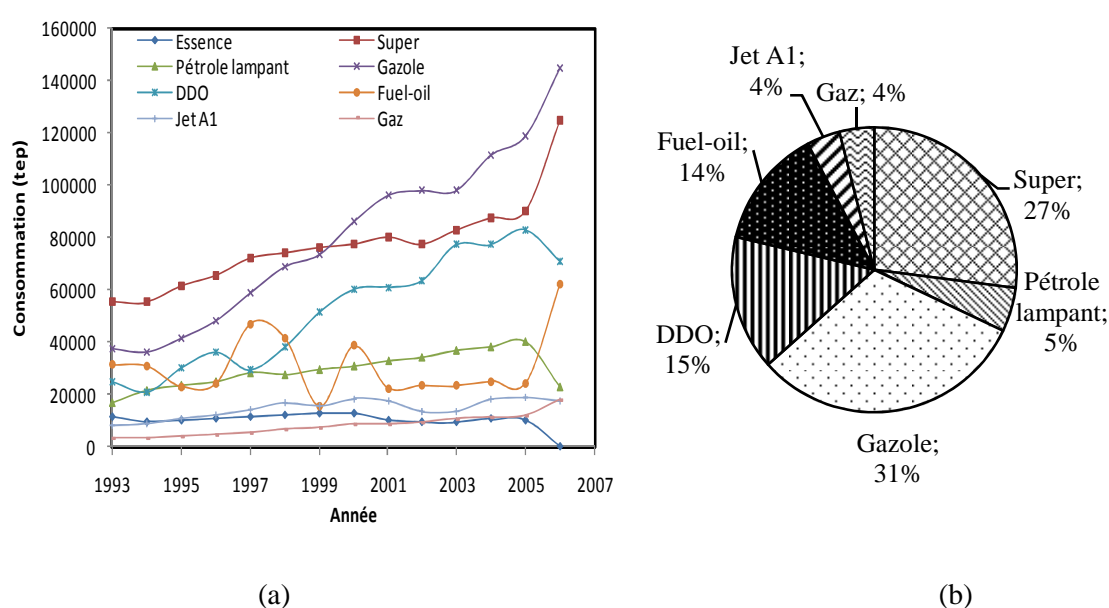 160000
140000
120000
100000
80000
60000
40000
20000
0
Consommation (tep)
Essence
Super
Pétrole lampant
Gazole
DDO
Fuel-oil
Jet A1
Gaz
1993 1995 1997 1999 2001 2003 2005 2007
Année
(a)
Jet A1;
4%
Gaz; 4%
Fuel-oil;
14%
Super;
27%
Pétrole
lampant;
5%
DDO;
15%
Gazole;
31%
(b)